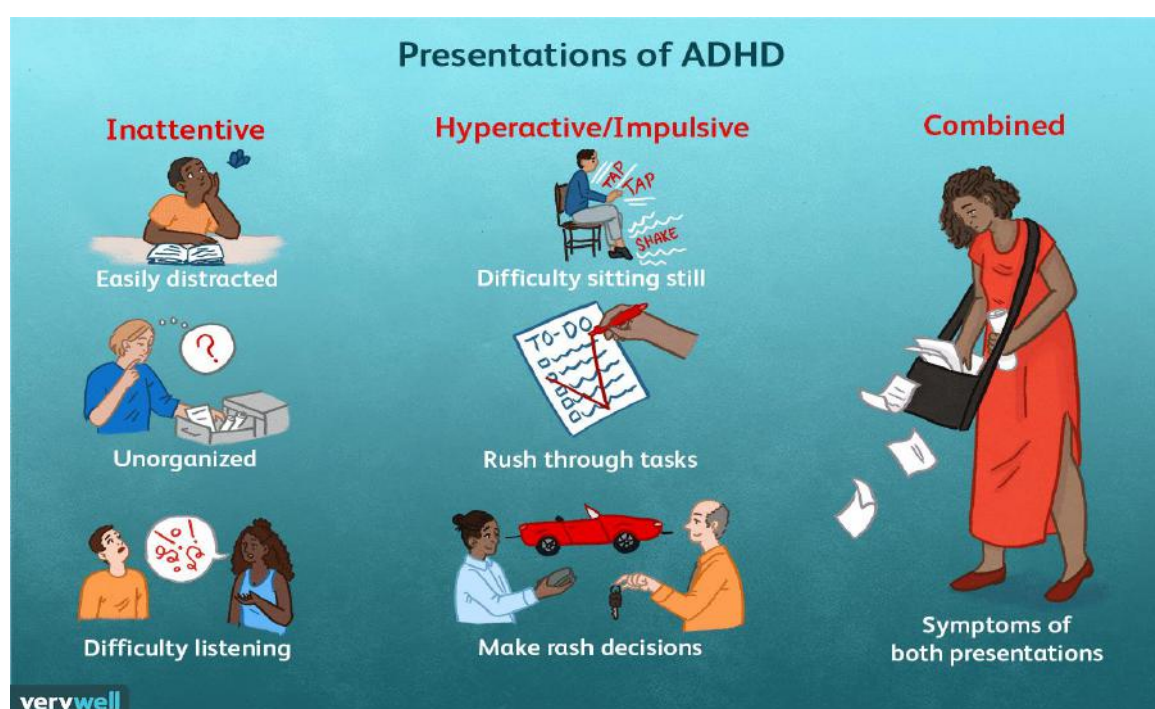 Presentations of ADHD
Inattentive
Easily distracted
?
Unorganized
Difficulty listening
Hyperactive/Impulsive
TAP
TAP
SHAKE
Difficulty sitting still
TO-DO
Rush through tasks
Make rash decisions
Combined
Symptoms of
both presentations
verywell